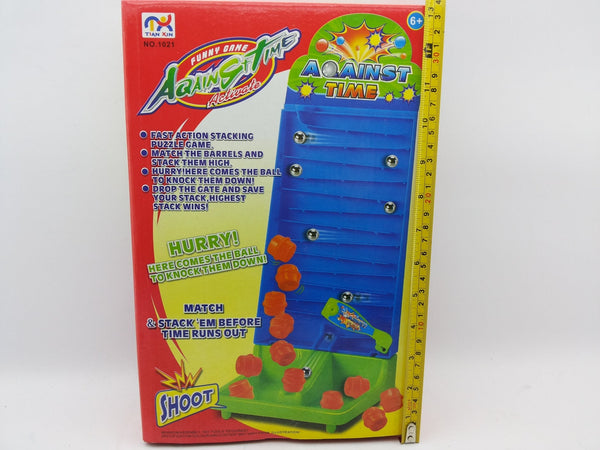 TIAN XIN
NO.1021
FUNNY GAME
AGAINST TIME
Activate
6+
AGAINST
TIME
FAST ACTION STACKING
PUZZLE GAME.
MATCH THE BARRELS AND
STACK THEM HIGH.
HURRY!HERE COMES THE BALL
TO KNOCK THEM DOWN!
DROP THE GATE AND SAVE
YOUR STACK,HIGHEST
STACK WINS!
HURRY!
HERE COMES THE BALL
TO KNOCK THEM DOWN!
MATCH
& STACK 'EM BEFORE
TIME RUNS OUT
SHOOT